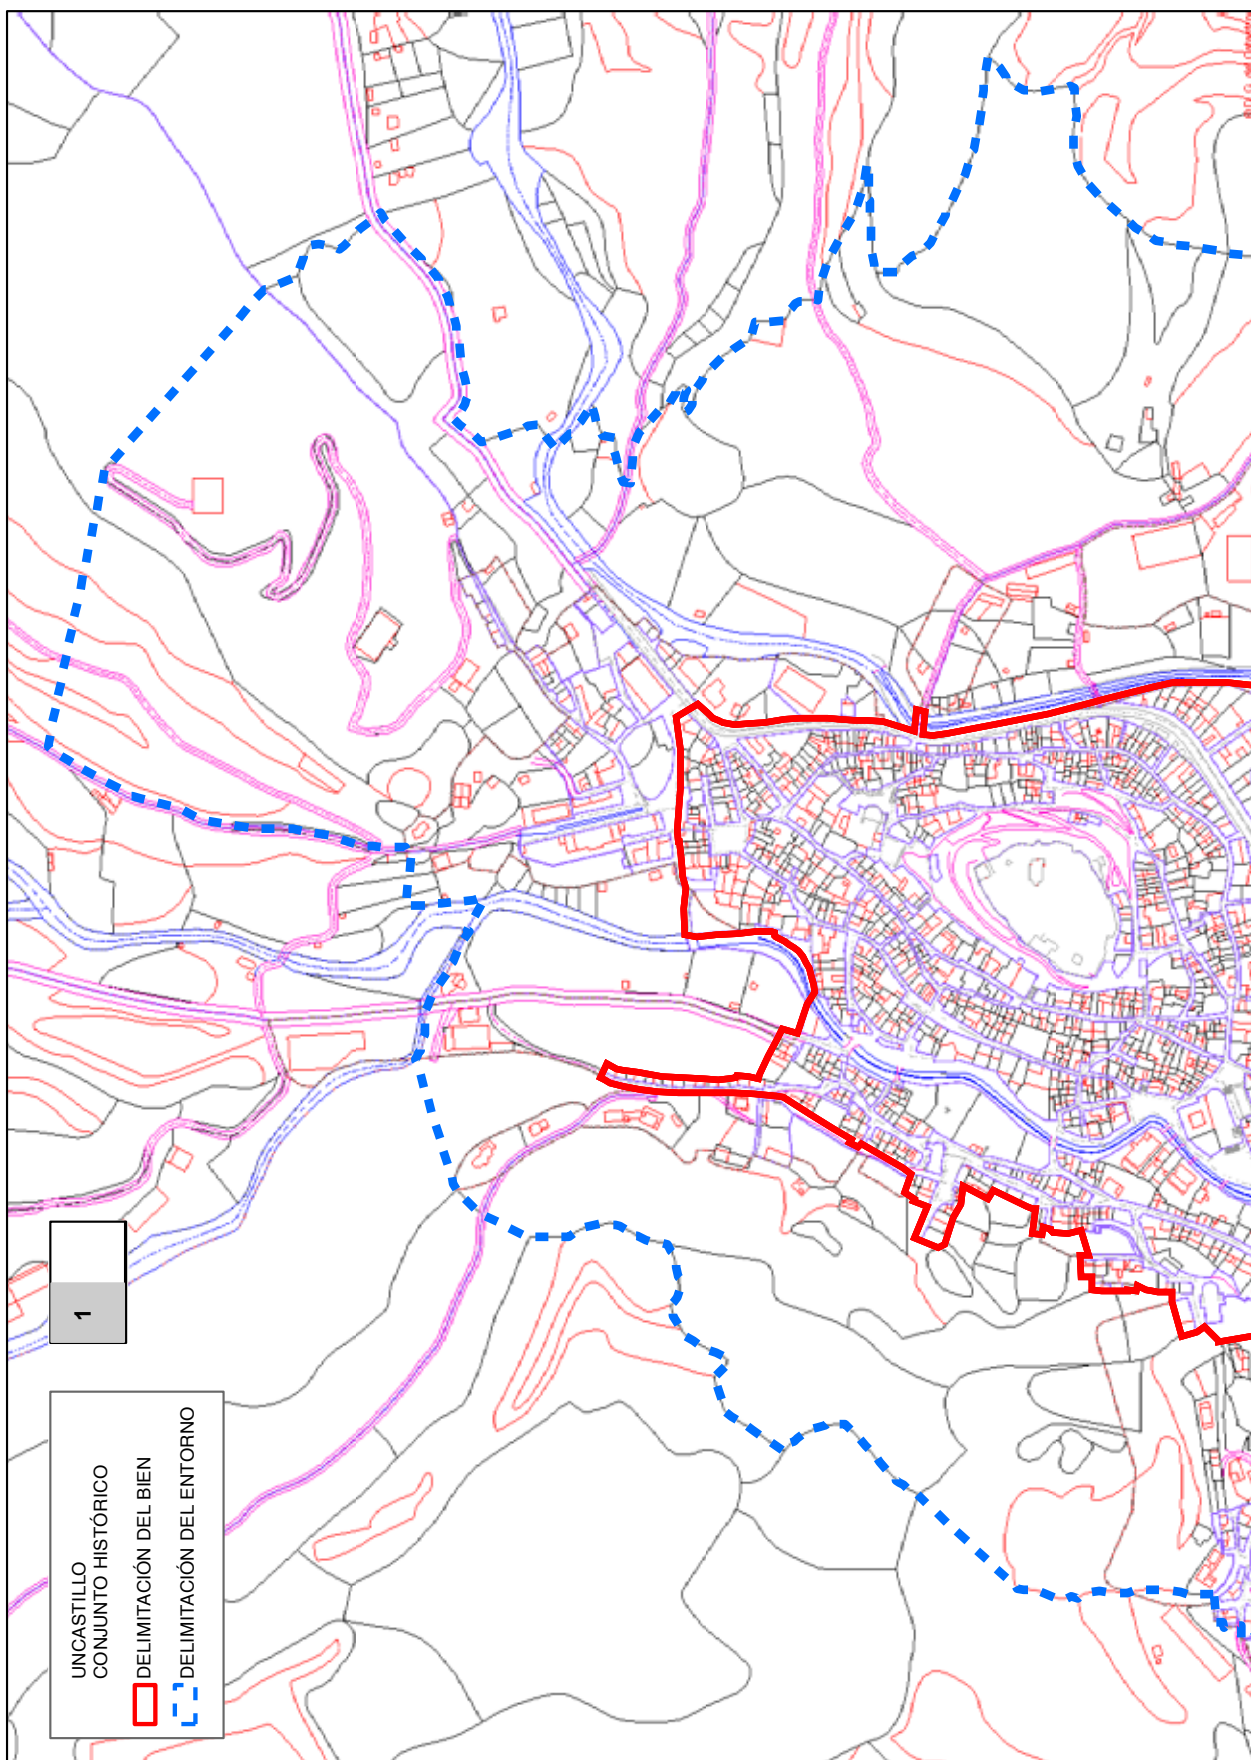 UNCASTILLO
CONJUNTO HISTÓRICO
DELIMITACIÓN DEL BIEN
DELIMITACIÓN DEL ENTORNO
1